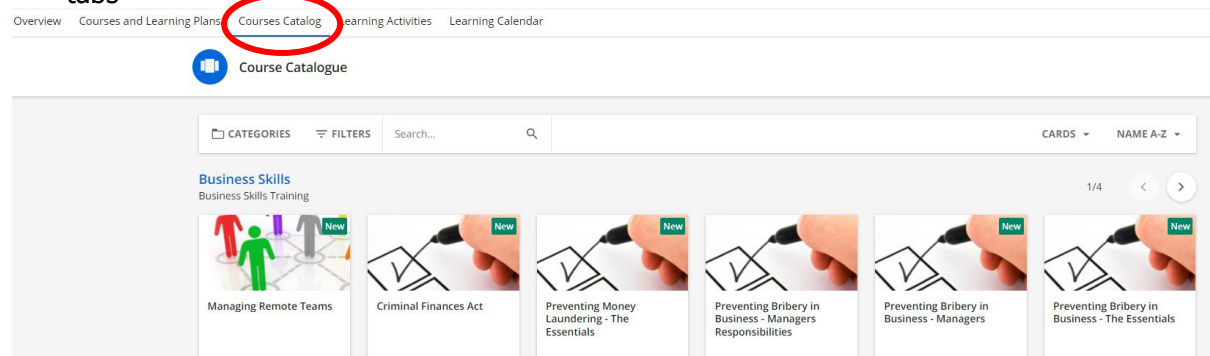 tabs
Overview Courses and Learning Plans Courses Catalog Learning Activities Learning Calendar
Course Catalogue
CATEGORIES FILTERS Search... CARDS NAME A-Z
Business Skills
Business Skills Training
1/4
New New New New New New
Managing Remote Teams
Criminal Finances Act
Preventing Money
Laundering - The
Essentials
Preventing Bribery in
Business - Managers
Responsibilities
Preventing Bribery in
Business - Managers
Preventing Bribery in
Business - The Essentials